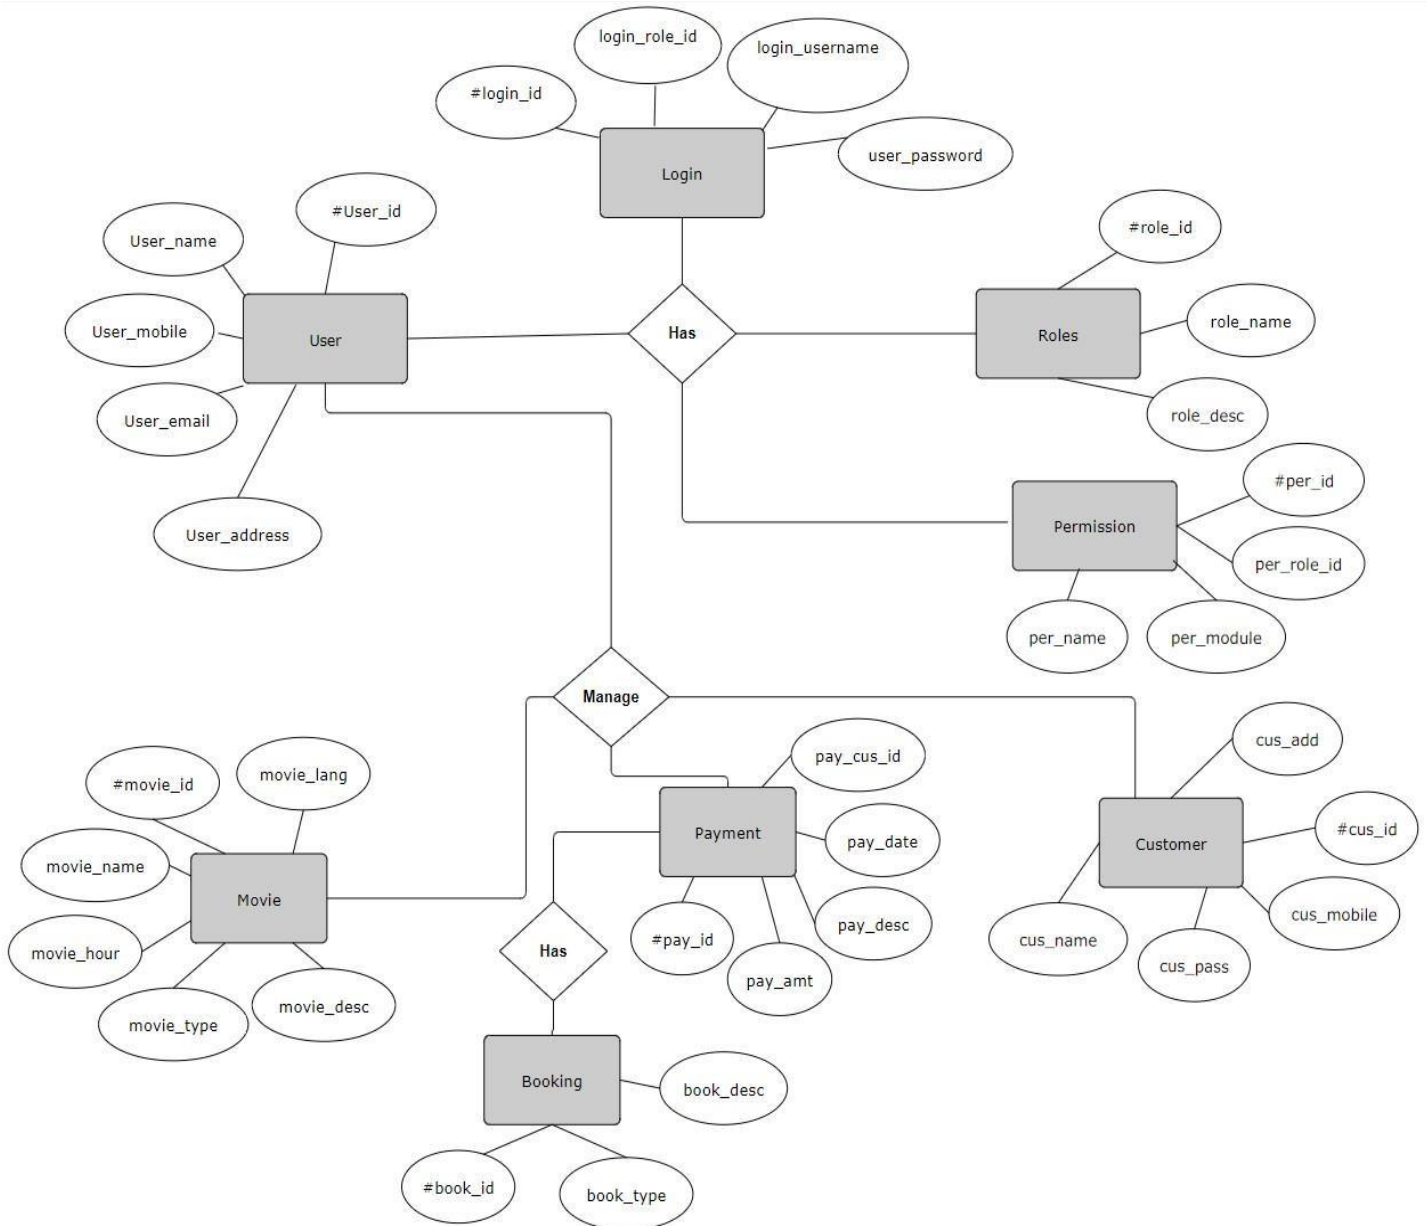 login_role_id
login_username
#login_id
user_password
Login
#User_id
User_name
#role_id
User_mobile
User
Has
Roles
role_name
User_email
role_desc
#per_id
User_address
Permission
per_role_id
per_name
per_module
Manage
cus_add
pay_cus_id
movie_lang
#movie_id
Payment
pay_date
Customer
#cus_id
movie_name
Movie
cus_mobile
movie_hour
Has
#pay_id
pay_desc
cus_name
cus_pass
pay_amt
movie_desc
movie_type
Booking
book_desc
#book_id
book_type